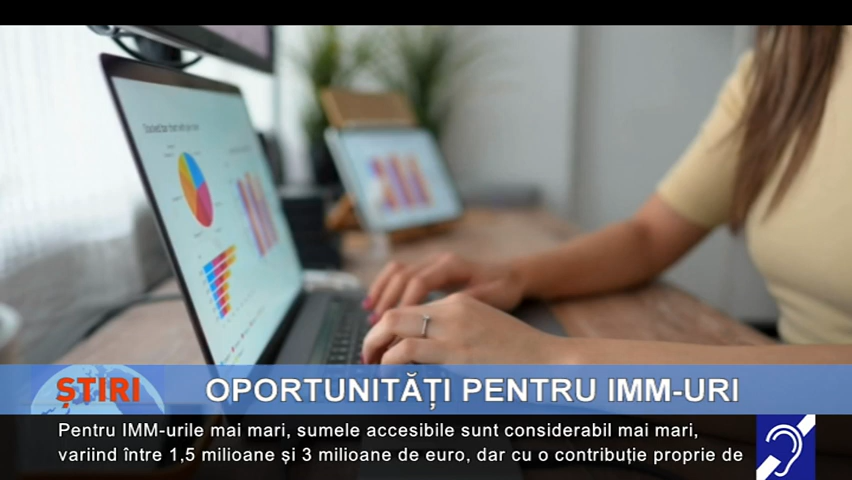 ȘTIRI
OPORTUNITĂȚI PENTRU IMM-URI
Pentru IMM-urile mai mari, sumele accesibile sunt considerabil mai mari,
variind între 1,5 milioane și 3 milioane de euro, dar cu o contribuție proprie de